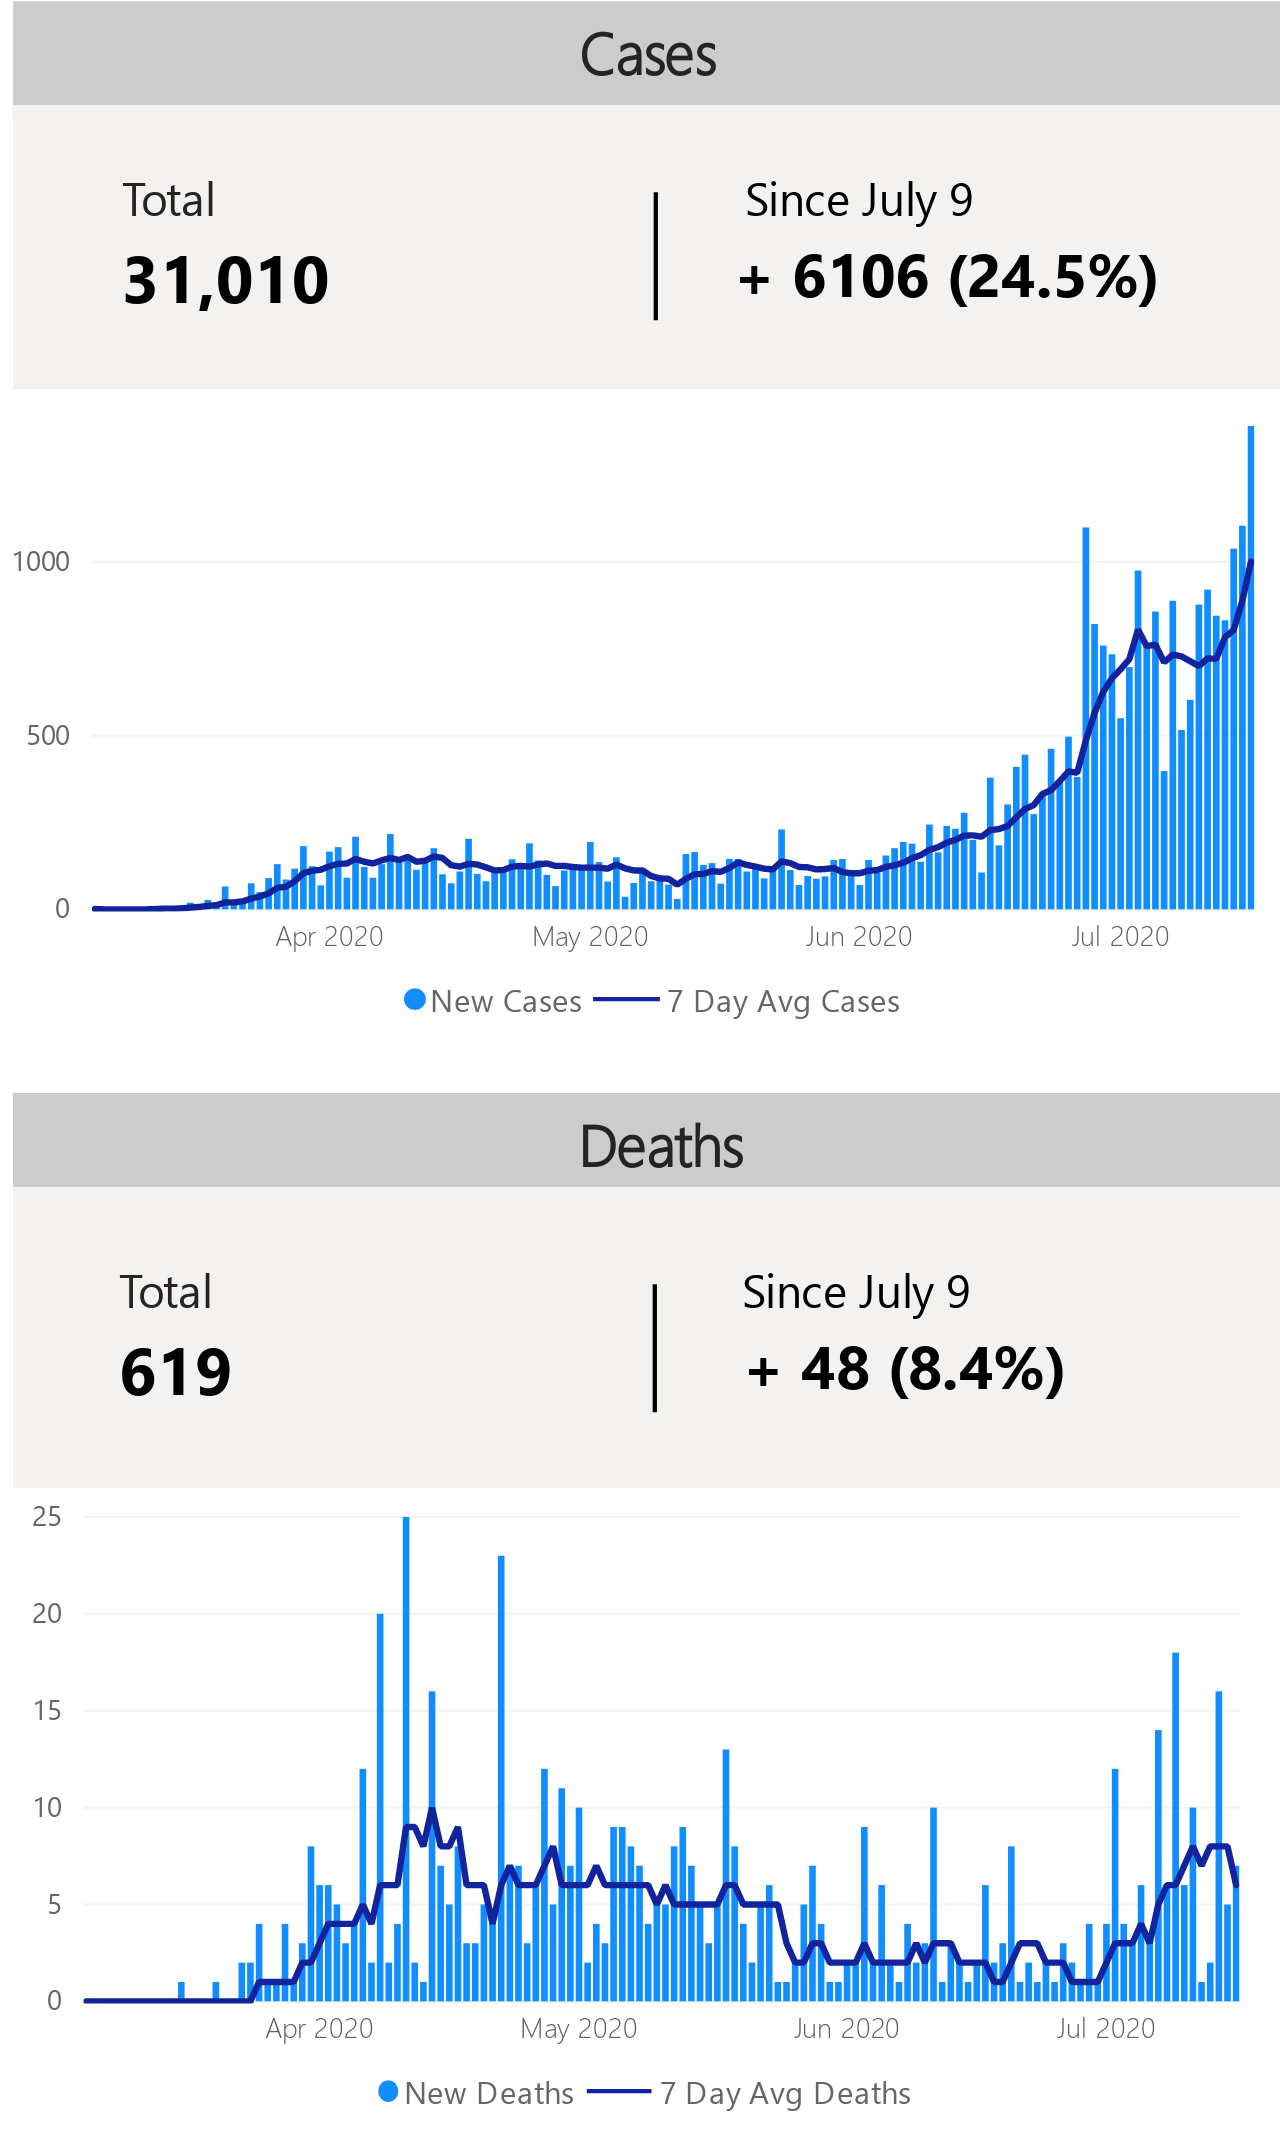 Cases
Total
Since July 9
31,010
+ 6106 (24.5%)
1000
500
0
Apr 2020
May 2020
Jun 2020
Jul 2020
New Cases
7 Day Avg Cases
Deaths
Total
Since July 9
619
+ 48 (8.4%)
25
20
15
10
5
0
Apr 2020
May 2020
Jun 2020
Jul 2020
New Deaths
7 Day Avg Deaths